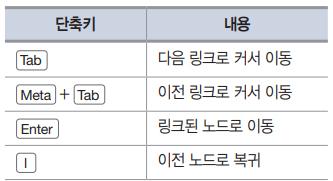 단축키 내용
Tab 다음 링크로 커서 이동
Meta + Tab 이전 링크로 커서 이동
Enter 링크된 노드로 이동
I 이전 노드로 복귀